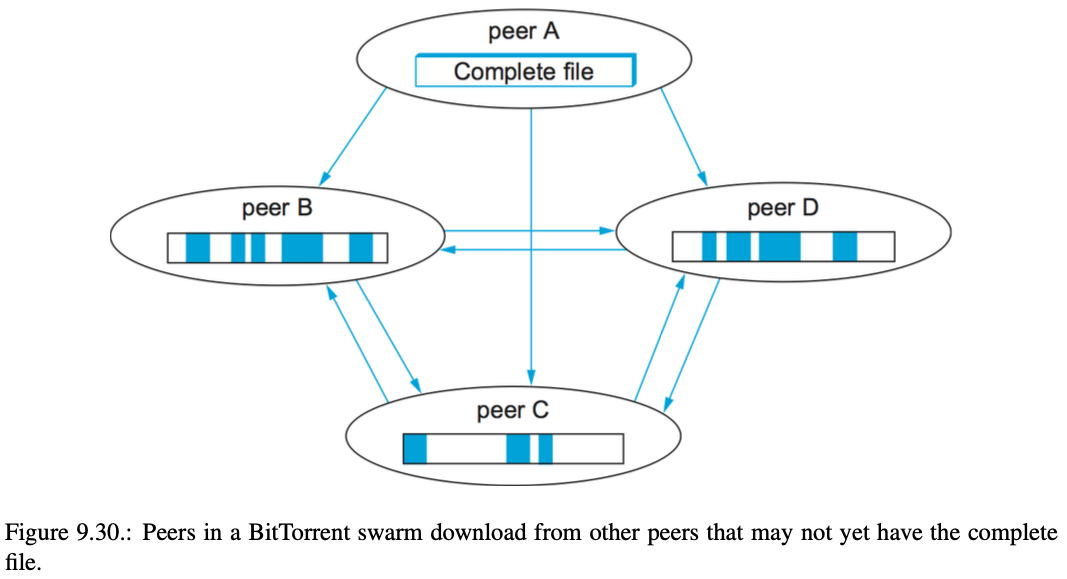 peer A
Complete file
peer B
peer D
peer C
Figure 9.30.: Peers in a BitTorrent swarm download from other peers that may not yet have the complete
file.